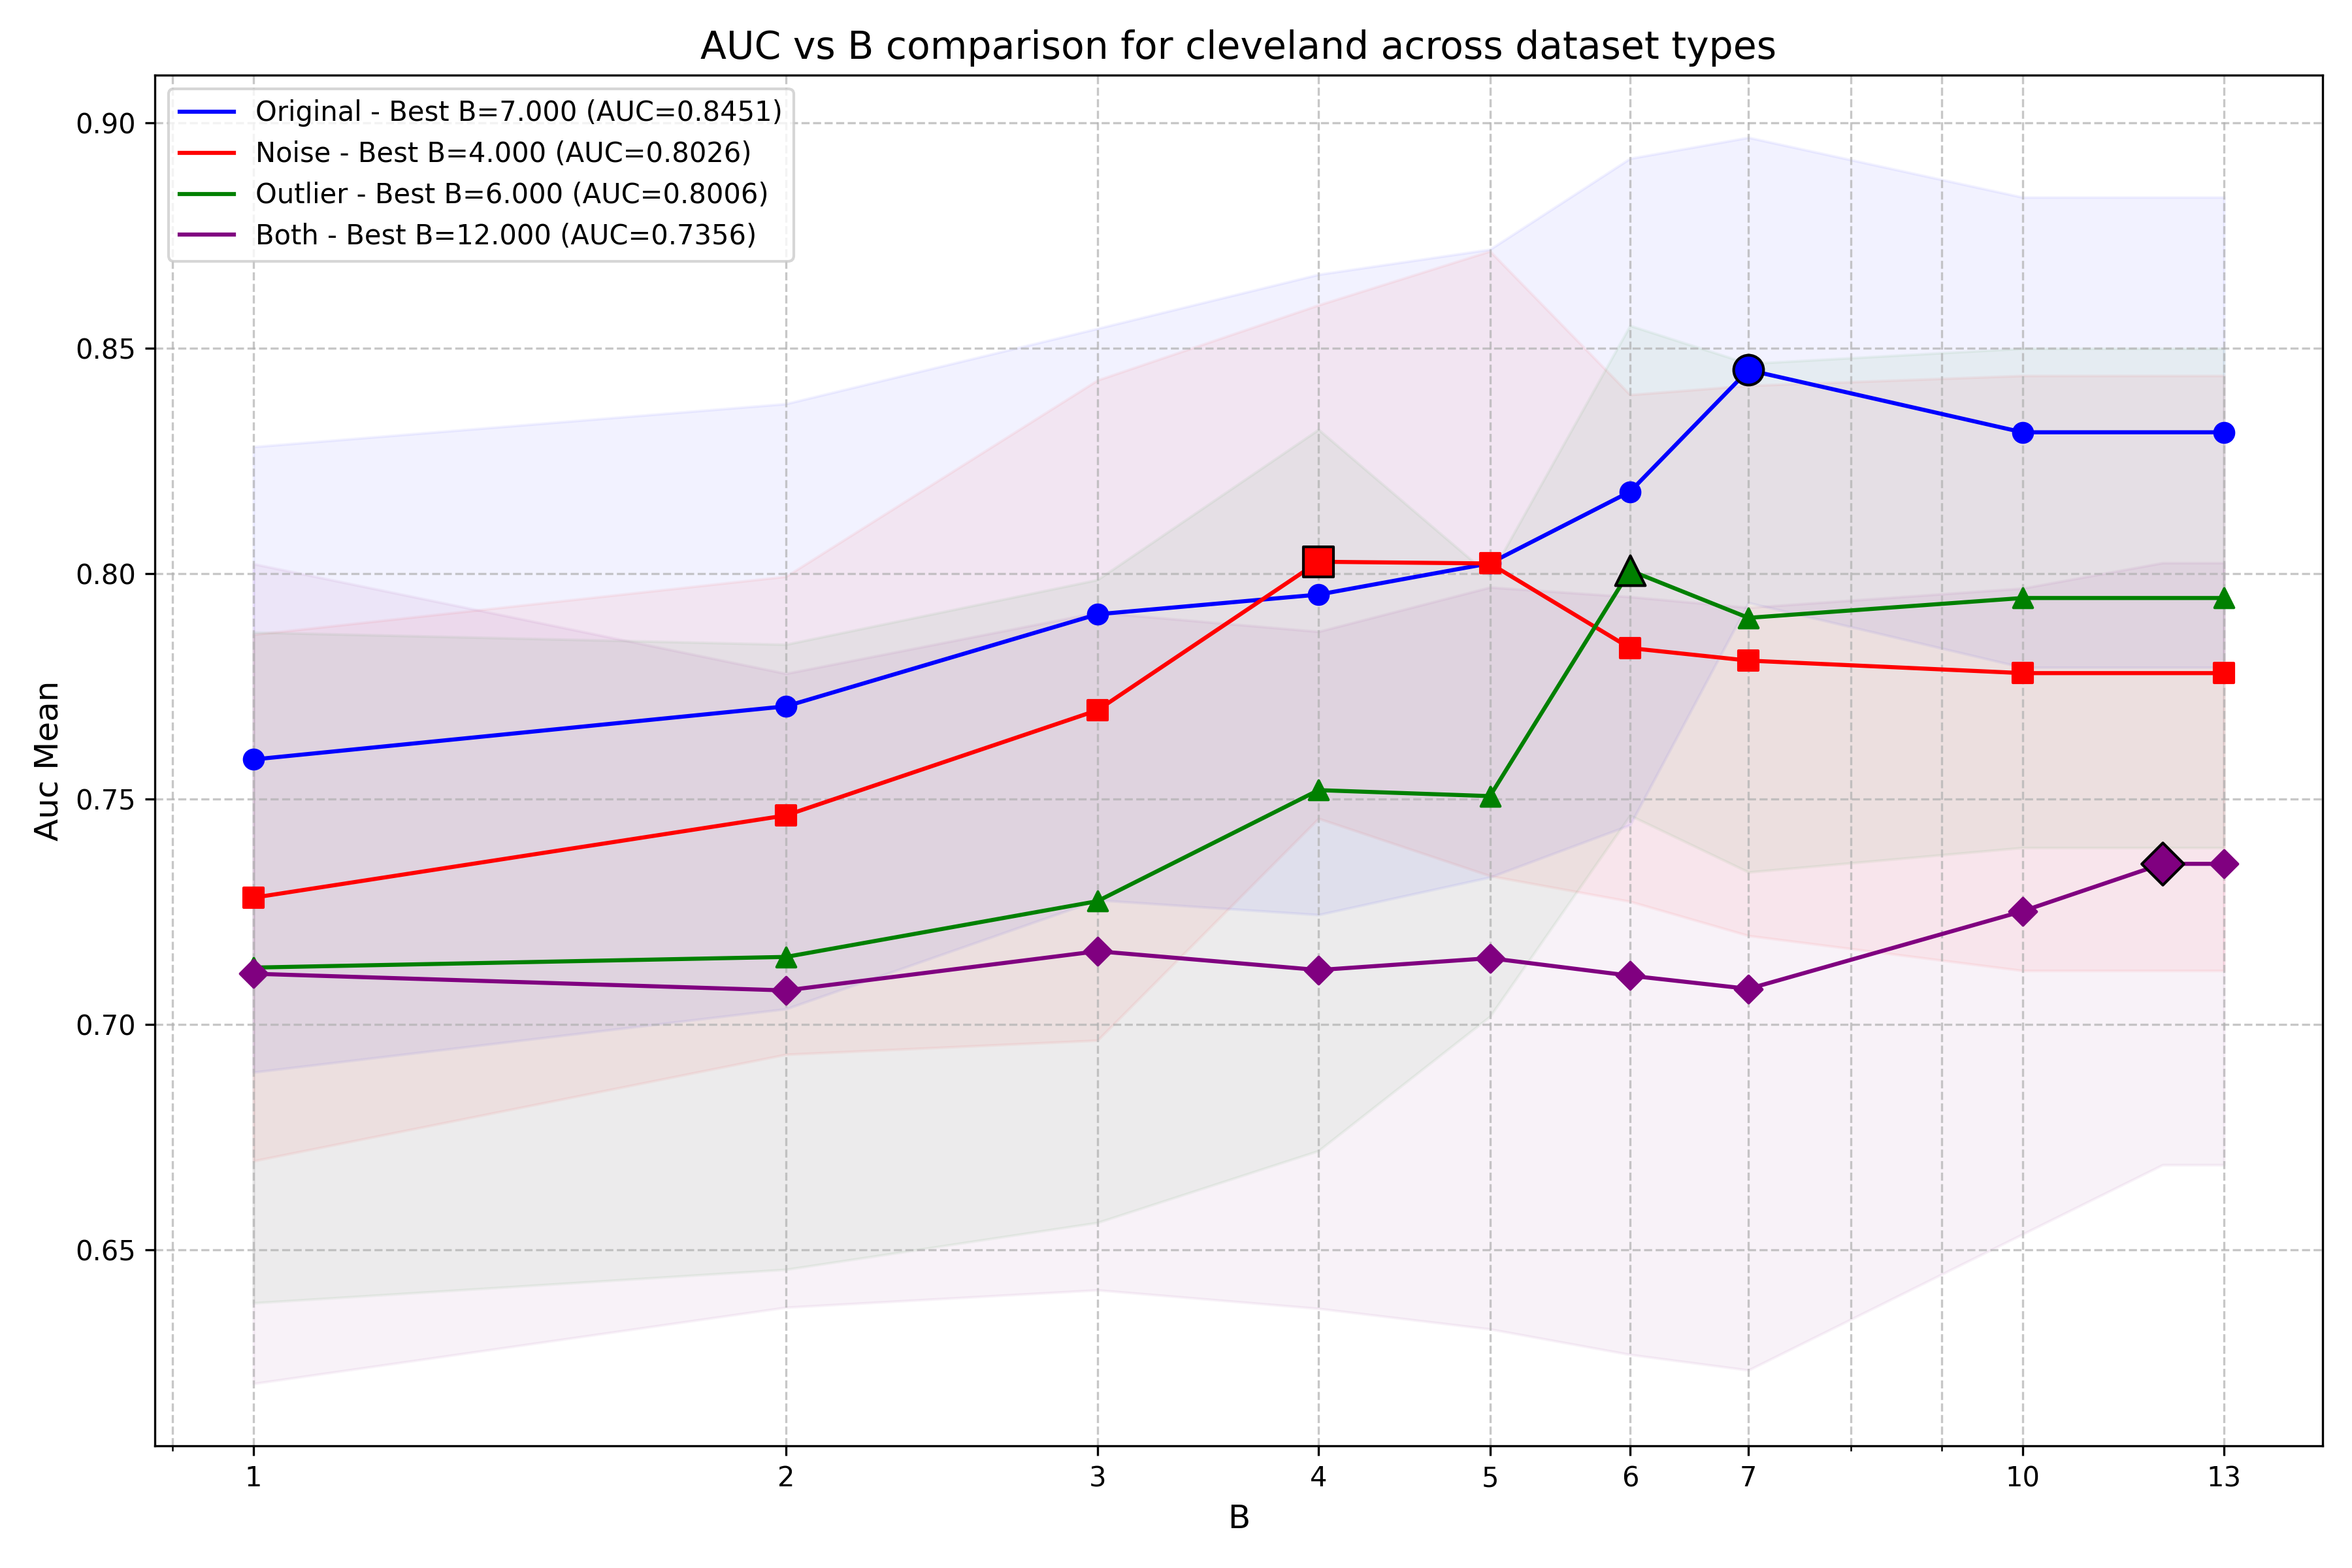 AUC vs B comparison for cleveland across dataset types
Original - Best B=7.000 (AUC=0.8451)
Noise - Best B=4.000 (AUC=0.8026)
Outlier - Best B=6.000 (AUC=0.8006)
Both - Best B=12.000 (AUC=0.7356)
Auc Mean
0.90
0.85
0.80
0.75
0.70
0.65
1 2 3 4 5 6 7 10 13
B